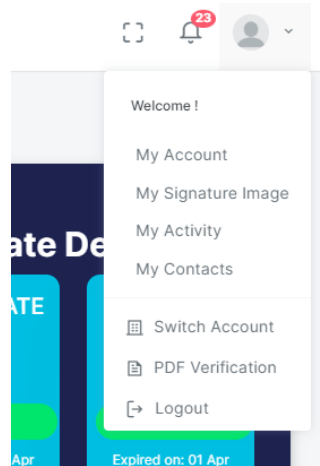 23
Welcome !
My Account
My Signature Image
My Activity
My Contacts
Switch Account
PDF Verification
Logout
ate De
ATE
Apr
Expired on: 01 Apr